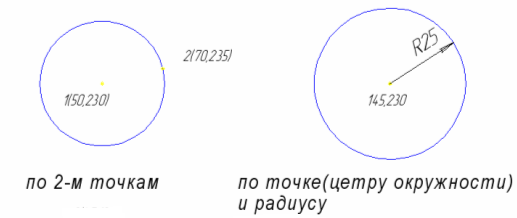 2(70,235)
1(50,230)
по 2-м точкам
R25
145,230
по точке(цетру окружности)
и радиусу